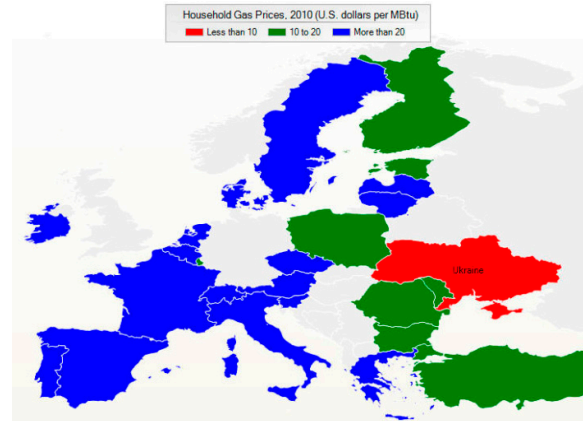 Household Gas Prices, 2010 (U.S. dollars per MBtu)
Less than 10 10 to 20 More than 20
Ukraine